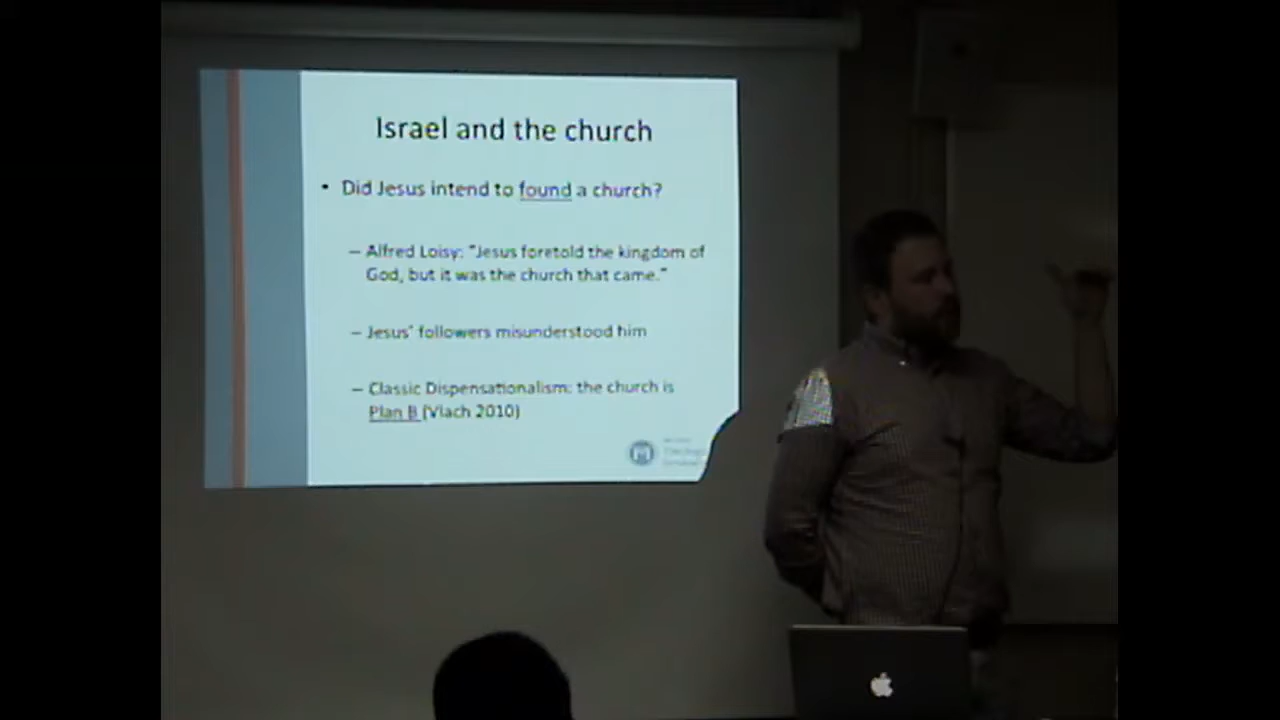 Israel and the church
• Did Jesus intend to found a church?
– Alfred Loisy: "Jesus foretold the kingdom of
God, but it was the church that came."
– Jesus' followers misunderstood him
– Classic Dispensationalism: the church is
Plan B (Vlach 2010)